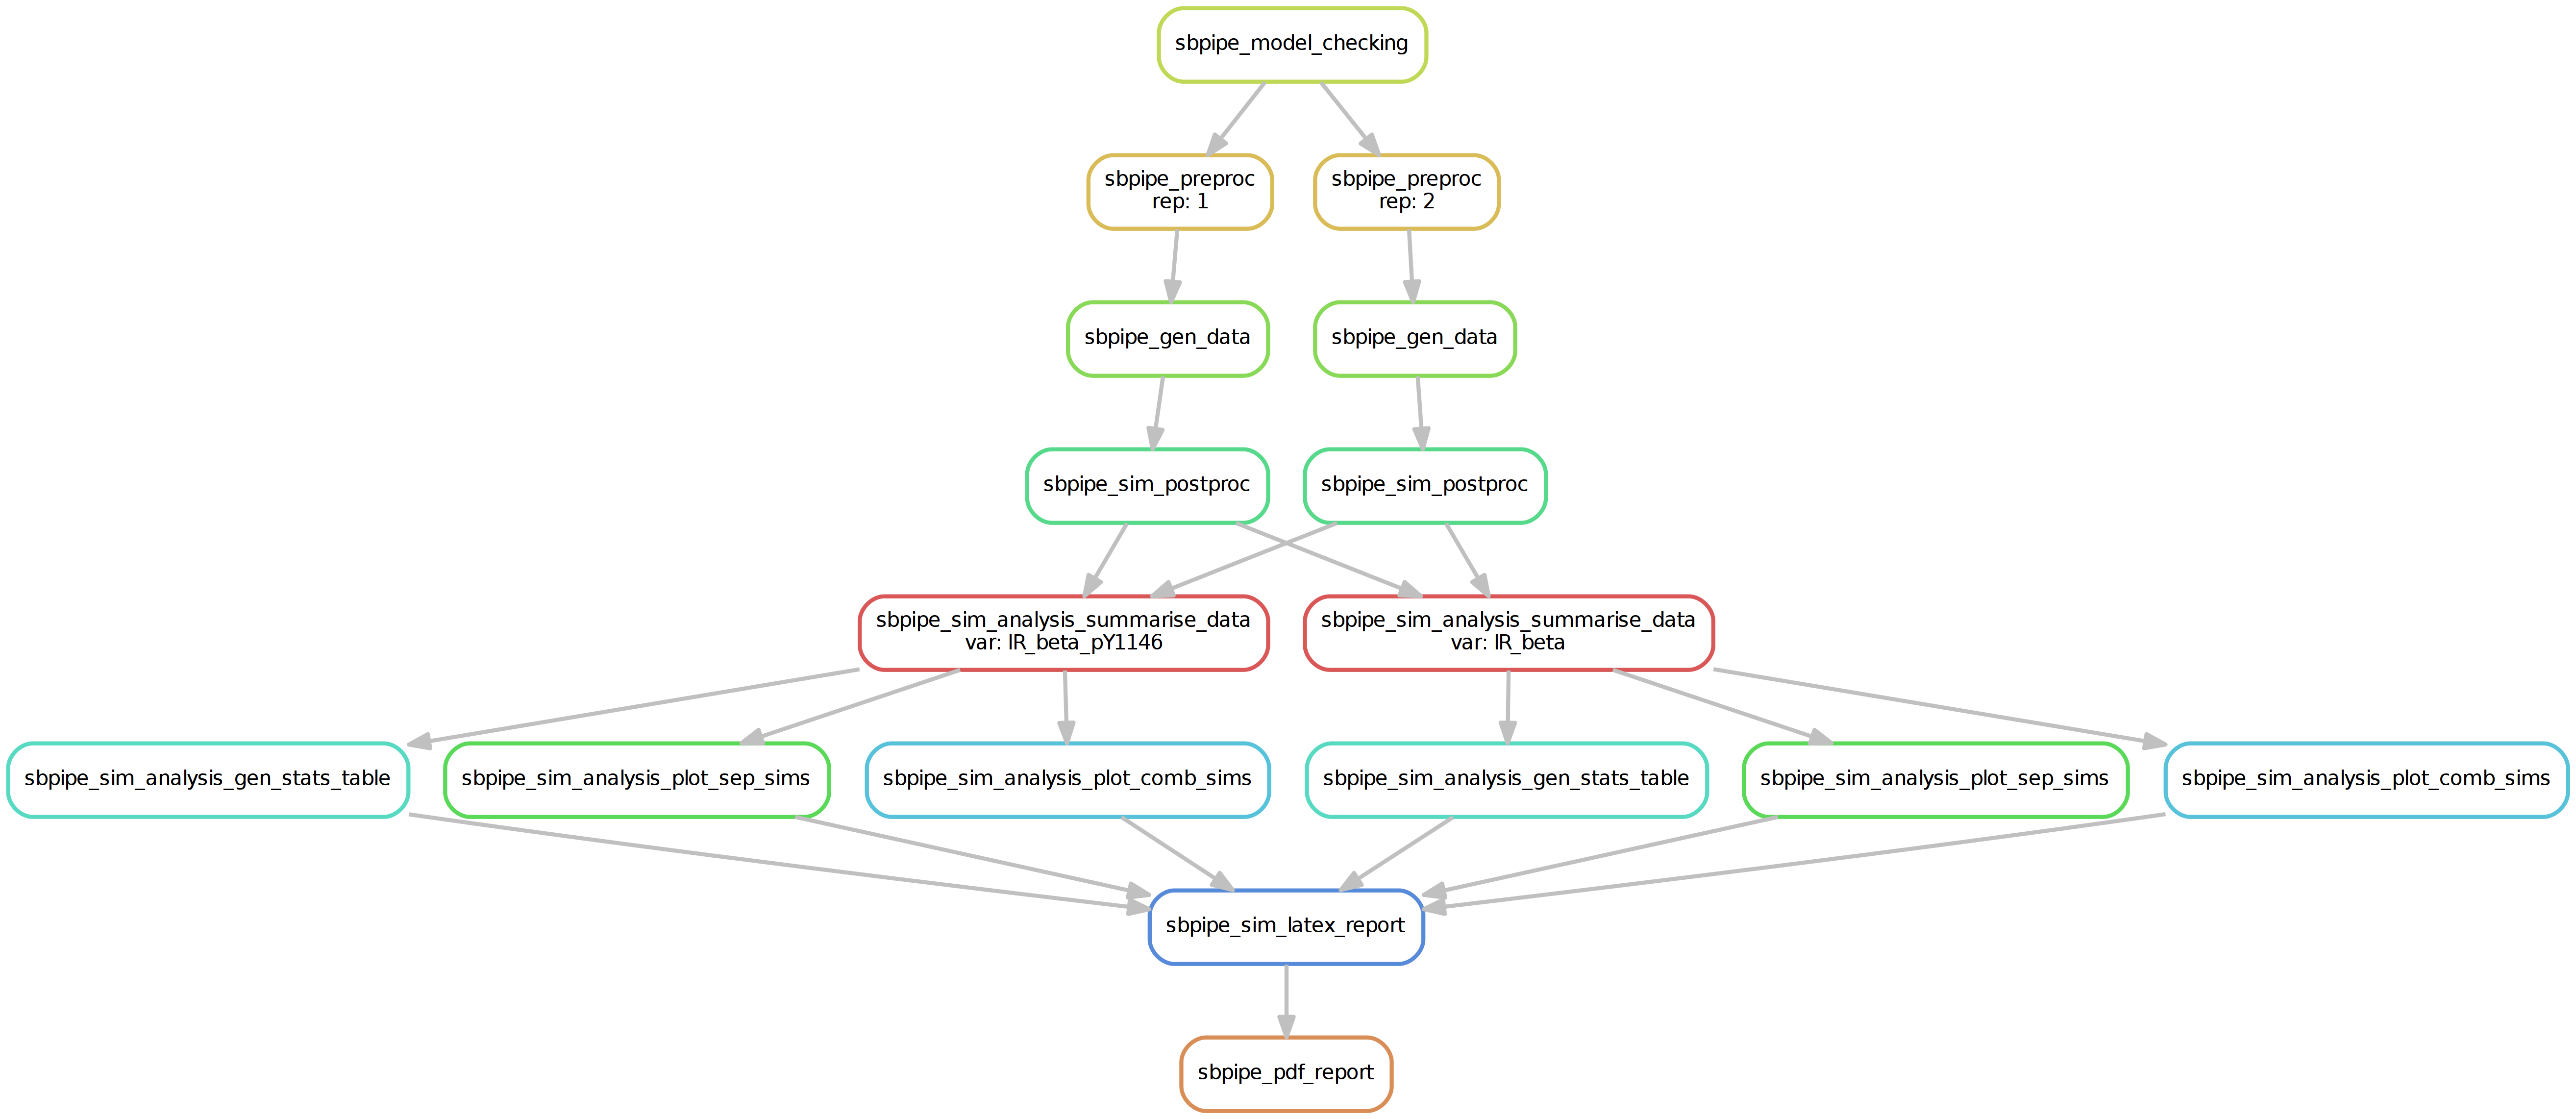 sbpipe_model_checking
sbpipe_preproc
rep: 1
sbpipe_preproc
rep: 2
sbpipe_gen_data
sbpipe_gen_data
sbpipe_sim_postproc
sbpipe_sim_postproc
sbpipe_sim_analysis_summarise_data
var: IR_beta_pY1146
sbpipe_sim_analysis_summarise_data
var: IR_beta
sbpipe_sim_analysis_gen_stats_table
sbpipe_sim_analysis_plot_sep_sims
sbpipe_sim_analysis_plot_comb_sims
sbpipe_sim_analysis_gen_stats_table
sbpipe_sim_analysis_plot_sep_sims
sbpipe_sim_analysis_plot_comb_sims
sbpipe_sim_latex_report
sbpipe_pdf_report